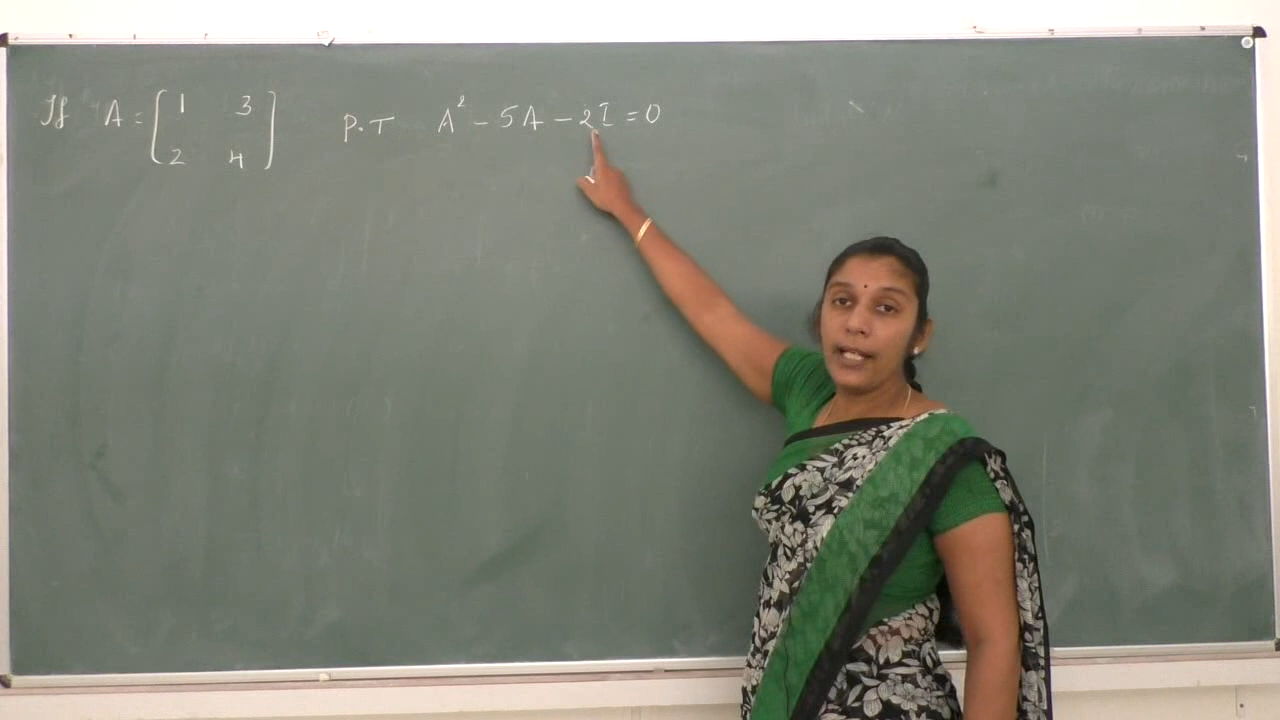 If A = [1 3 P.T A² - 5A - 2I = 0
2 4]